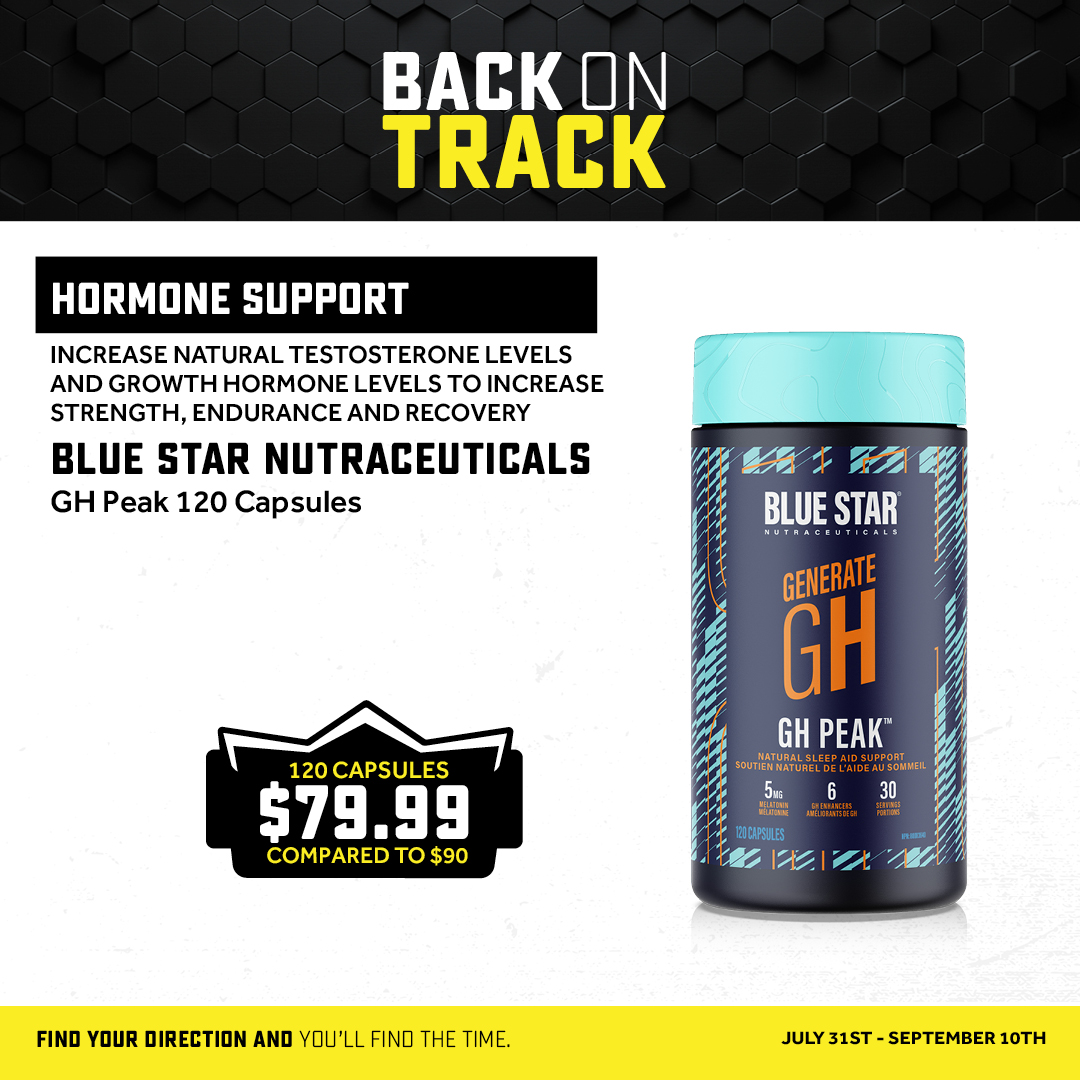 BACK ON
TRACK
HORMONE SUPPORT
INCREASE NATURAL TESTOSTERONE LEVELS
AND GROWTH HORMONE LEVELS TO INCREASE
STRENGTH, ENDURANCE AND RECOVERY
BLUE STAR NUTRACEUTICALS
GH Peak 120 Capsules
120 CAPSULES
$79.99
COMPARED TO $90
BLUE STAR®
NUTRACEUTICALS
GENERATE
GH
GH PEAK™
NATURAL SLEEP AID SUPPORT
SOUTIEN NATUREL DE L'AIDE AU SOMMEIL
5MG 6 30
MELATONIN GH ENHANCERS SERVINGS
MÉLATONINE AMÉLIORANTS DE GH PORTIONS
120 CAPSULES
FIND YOUR DIRECTION AND YOU'LL FIND THE TIME.
JULY 31ST - SEPTEMBER 10TH